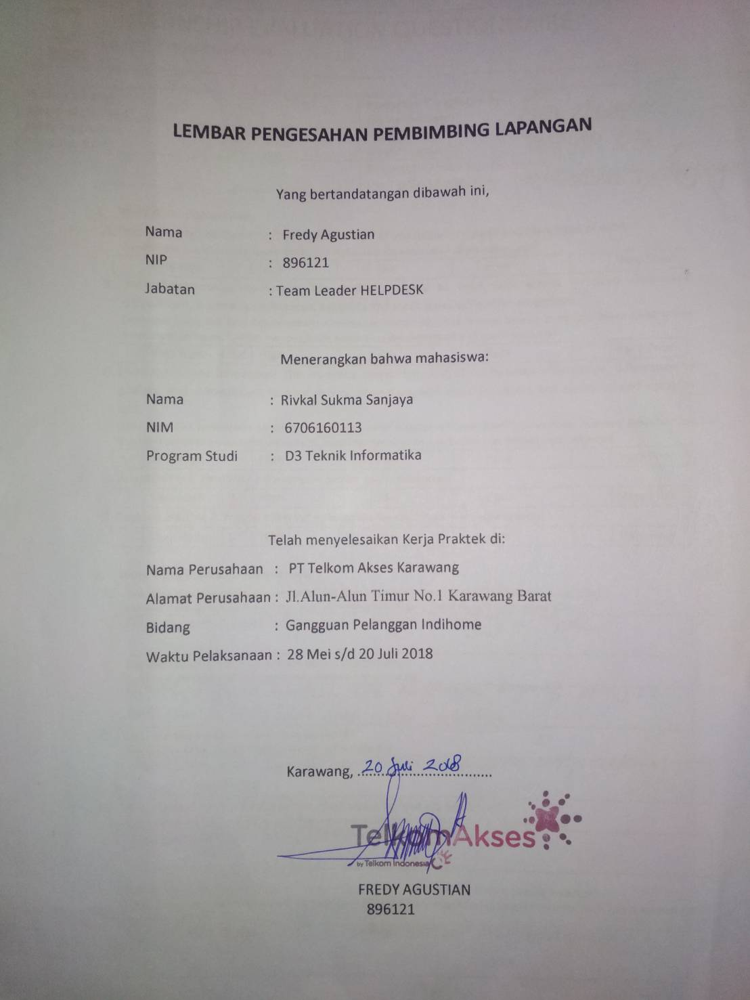 LEMBAR PENGESAHAN PEMBIMBING LAPANGAN
Yang bertandatangan dibawah ini,
Nama : Fredy Agustian
NIP : 896121
Jabatan : Team Leader HELPDESK
Menerangkan bahwa mahasiswa:
Nama : Rivkal Sukma Sanjaya
NIM : 6706160113
Program Studi : D3 Teknik Informatika
Telah menyelesaikan Kerja Praktek di:
Nama Perusahaan : PT Telkom Akses Karawang
Alamat Perusahaan : Jl.Alun-Alun Timur No.1 Karawang Barat
Bidang : Gangguan Pelanggan Indihome
Waktu Pelaksanaan : 28 Mei s/d 20 Juli 2018
Karawang, 20 Juli 2018
TelkomAkses
by Telkom Indonesia
FREDY AGUSTIAN
896121